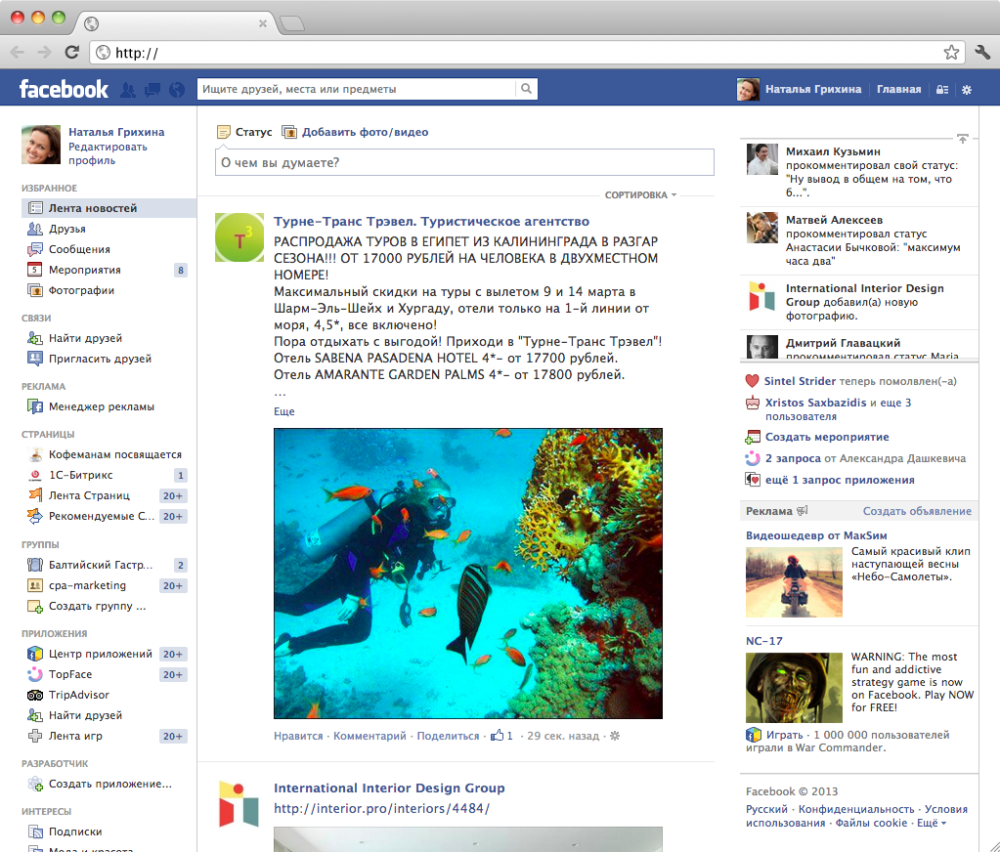 http://
facebook
Ищите друзей, места или предметы
Наталья Грихина
Главная
Наталья Грихина
Редактировать
профиль
ИЗБРАННОЕ
Лента новостей
Друзья
Сообщения
5
Мероприятия
8
Фотографии
СВЯЗИ
Найти друзей
Пригласить друзей
РЕКЛАМА
Менеджер рекламы
СТРАНИЦЫ
Кофеманам посвящается
1С-Битрикс
1
Лента Страниц
20+
Рекомендуемые С...
20+
ГРУППЫ
Балтийский Гастр...
2
cpa-marketing
20+
Создать группу ...
ПРИЛОЖЕНИЯ
Центр приложений
20+
TopFace
20+
TripAdvisor
Найти друзей
Лента игр
20+
РАЗРАБОТЧИК
Создать приложение...
ИНТЕРЕСЫ
Подписки
Мода и красота
Статус
Добавить фото/видео
О чем вы думаете?
СОРТИРОВКА
T3
Турне-Транс Трэвел. Туристическое агентство
РАСПРОДАЖА ТУРОВ В ЕГИПЕТ ИЗ КАЛИНИНГРАДА В РАЗГАР
СЕЗОНА!!! ОТ 17000 РУБЛЕЙ НА ЧЕЛОВЕКА В ДВУХМЕСТНОМ
НОМЕРЕ!
Максимальный скидки на туры с вылетом 9 и 14 марта в
Шарм-Эль-Шейх и Хургаду, отели только на 1-й линии от
моря, 4,5*, все включено!
Пора отдыхать с выгодой! Приходи в "Турне-Транс Трэвел"!
Отель SABENA PASADENA HOTEL 4*- от 17700 рублей.
Отель AMARANTE GARDEN PALMS 4*- от 17800 рублей.
...
Еще
Нравится · Комментарий · Поделиться · 1 · 29 сек. назад ·
International Interior Design Group
http://interior.pro/interiors/4484/
Михаил Кузьмин
прокомментировал свой статус:
"Ну вывод в общем на том, что
б...".
Матвей Алексеев
прокомментировал статус
Анастасии Бычковой: "максимум
часа два"
International Interior Design
Group добавил(а) новую
фотографию.
Дмитрий Главацкий
прокомментировал статус Maria
Sintel Strider теперь помолвлен(-а)
Xristos Saxbazidis и еще 3
пользователя
Создать мероприятие
2 запроса от Александра Дашкевича
ещё 1 запрос приложения
Реклама
Создать объявление
Видеошедевр от МакSим
Самый красивый клип
наступающей весны
«Небо-Самолеты».
NC-17
WARNING: The most
fun and addictive
strategy game is now
on Facebook. Play NOW
for FREE!
Играть · 1 000 000 пользователей
играли в War Commander.
Facebook © 2013
Русский · Конфиденциальность · Условия
использования · Файлы cookie · Ещё